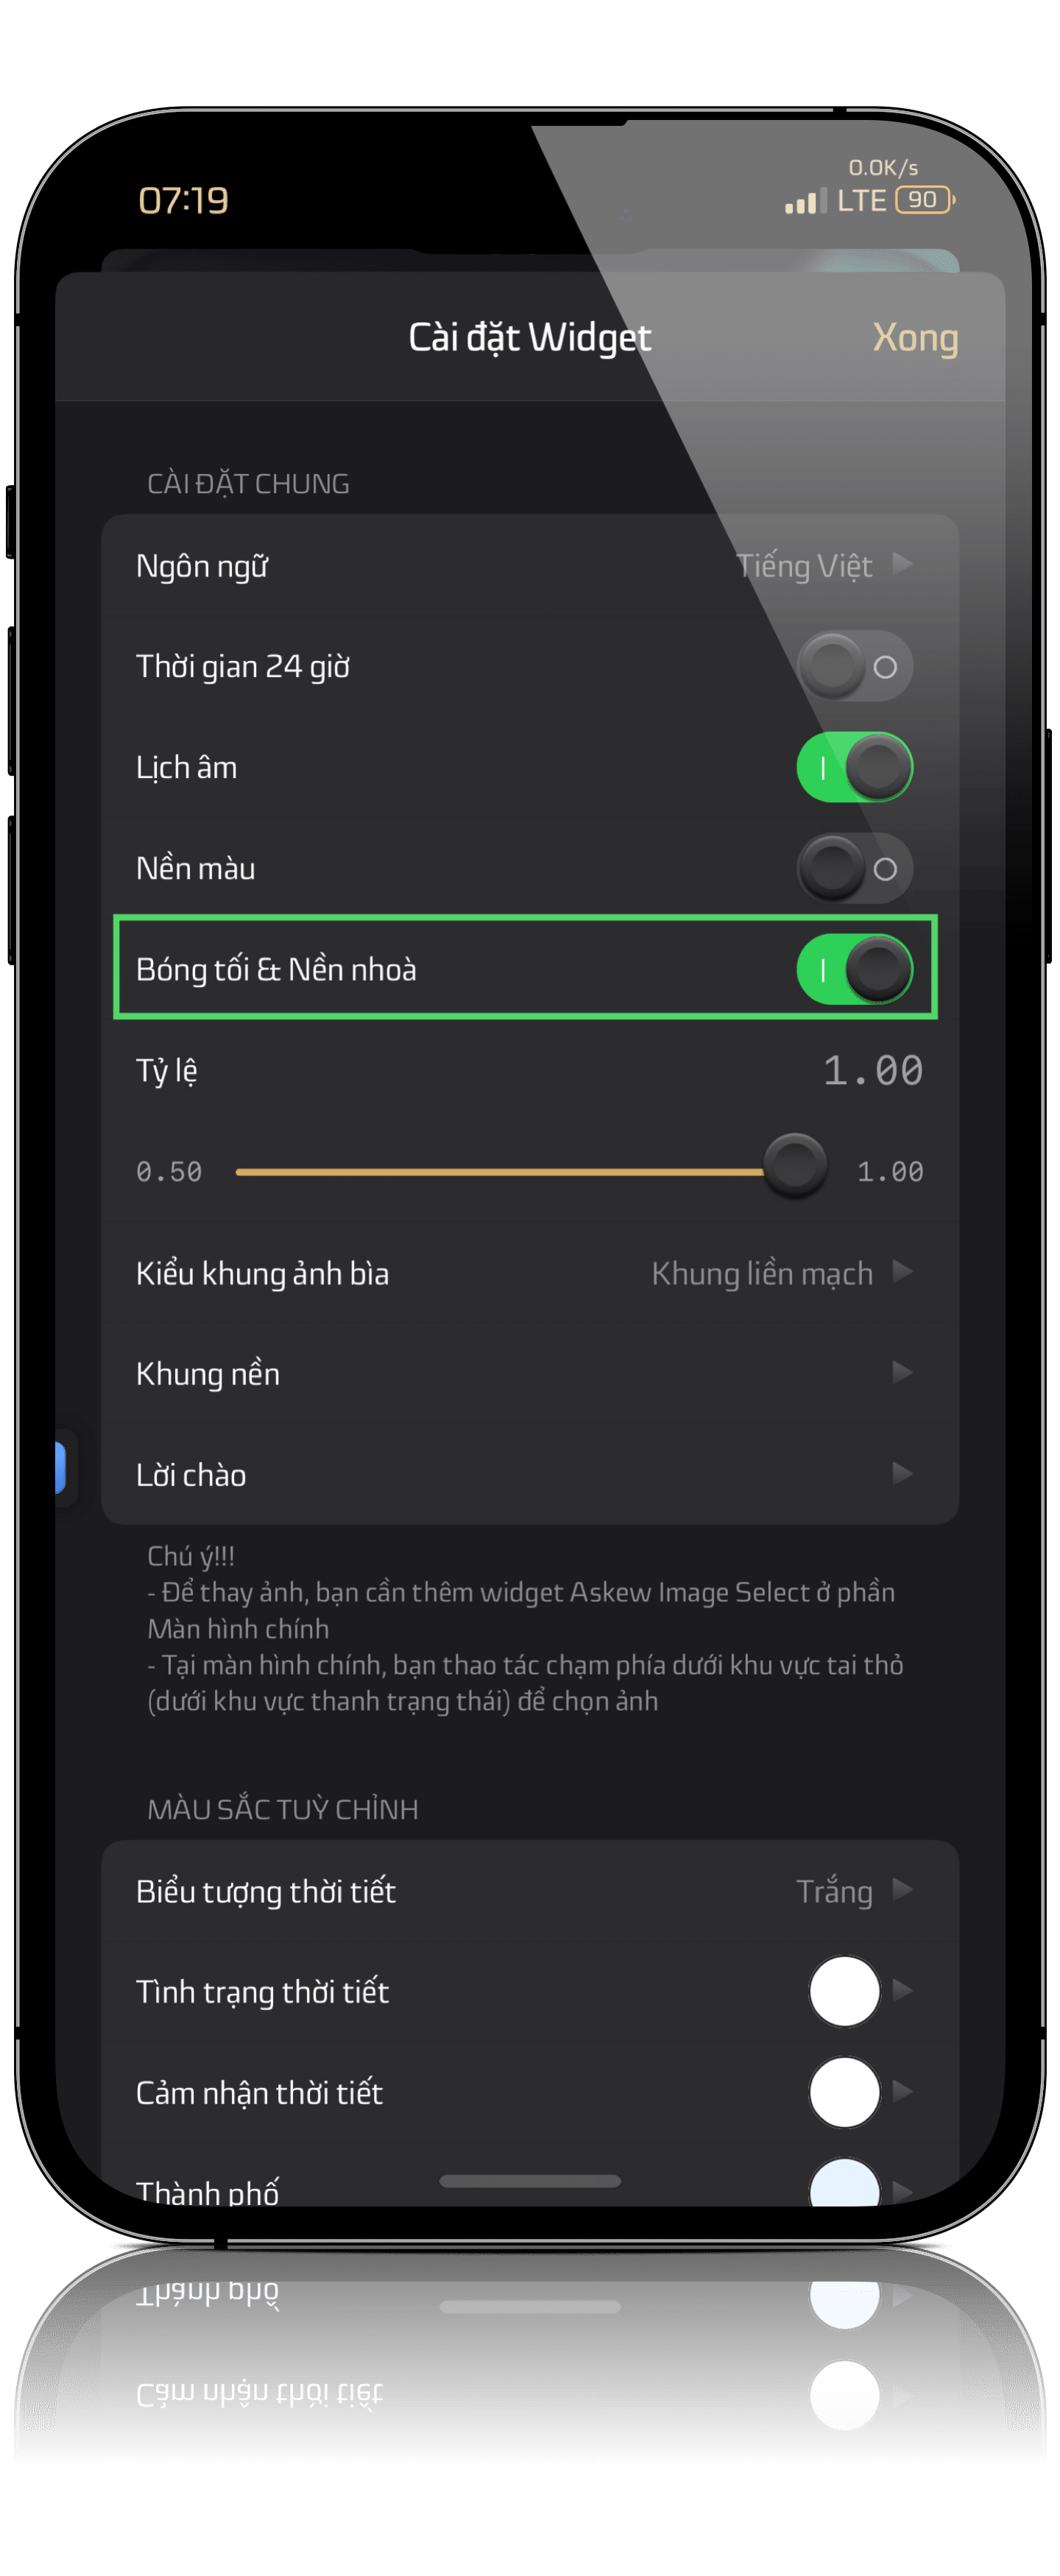 0.0K/s
07:19 LTE 90
Cài đặt Widget Xong
CÀI ĐẶT CHUNG
Ngôn ngữ Tiếng Việt
Thời gian 24 giờ
Lịch âm
Nền màu
Bóng tối & Nền nhoà
Tỷ lệ 1.00
0.50 1.00
Kiểu khung ảnh bìa Khung liền mạch
Khung nền
Lời chào
Chú ý!!!
- Để thay ảnh, bạn cần thêm widget Askew Image Select ở phần
Màn hình chính
- Tại màn hình chính, bạn thao tác chạm phía dưới khu vực tai thỏ
(dưới khu vực thanh trạng thái) để chọn ảnh
MÀU SẮC TUỲ CHỈNH
Biểu tượng thời tiết Trắng
Tình trạng thời tiết
Cảm nhận thời tiết
Thành phố